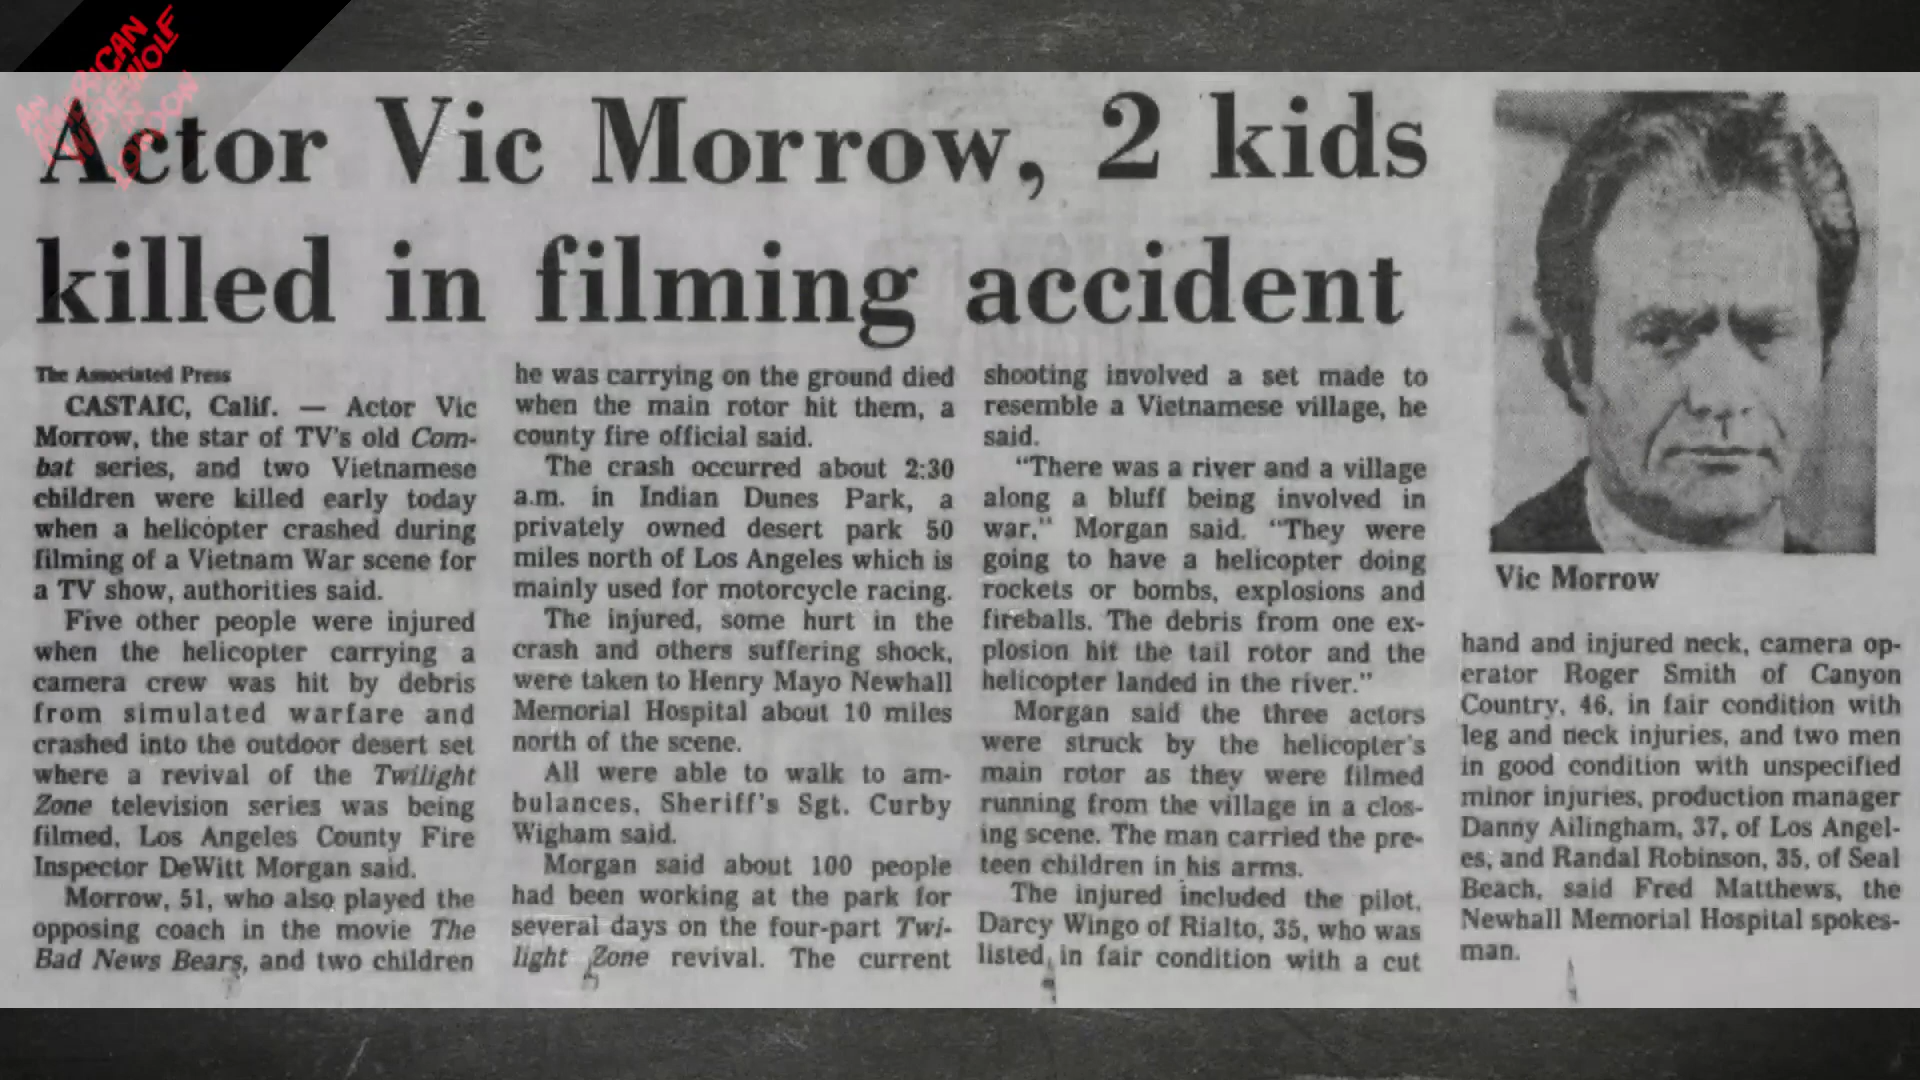 AN
AMERICAN
WEREWOLF
IN
LONDON
Actor Vic Morrow, 2 kids
killed in filming accident
The Associated Press
CASTAIC, Calif. — Actor Vic
Morrow, the star of TV's old Com-
bat series, and two Vietnamese
children were killed early today
when a helicopter crashed during
filming of a Vietnam War scene for
a TV show, authorities said.
Five other people were injured
when the helicopter carrying a
camera crew was hit by debris
from simulated warfare and
crashed into the outdoor desert set
where a revival of the Twilight
Zone television series was being
filmed, Los Angeles County Fire
Inspector DeWitt Morgan said.
Morrow, 51, who also played the
opposing coach in the movie The
Bad News Bears, and two children
he was carrying on the ground died
when the main rotor hit them, a
county fire official said.
The crash occurred about 2:30
a.m. in Indian Dunes Park, a
privately owned desert park 50
miles north of Los Angeles which is
mainly used for motorcycle racing.
The injured, some hurt in the
crash and others suffering shock,
were taken to Henry Mayo Newhall
Memorial Hospital about 10 miles
north of the scene.
All were able to walk to am-
bulances, Sheriff's Sgt. Curby
Wigham said.
Morgan said about 100 people
had been working at the park for
several days on the four-part Twi-
light Zone revival. The current
shooting involved a set made to
resemble a Vietnamese village, he
said.
"There was a river and a village
along a bluff being involved in
war," Morgan said. "They were
going to have a helicopter doing
rockets or bombs, explosions and
fireballs. The debris from one ex-
plosion hit the tail rotor and the
helicopter landed in the river."
Morgan said the three actors
were struck by the helicopter's
main rotor as they were filmed
running from the village in a clos-
ing scene. The man carried the pre-
teen children in his arms.
The injured included the pilot,
Darcy Wingo of Rialto, 35, who was
listed in fair condition with a cut
Vic Morrow
hand and injured neck, camera op-
erator Roger Smith of Canyon
Country, 46, in fair condition with
leg and neck injuries, and two men
in good condition with unspecified
minor injuries, production manager
Danny Ailingham, 37, of Los Angel-
es, and Randal Robinson, 35, of Seal
Beach, said Fred Matthews, the
Newhall Memorial Hospital spokes-
man.